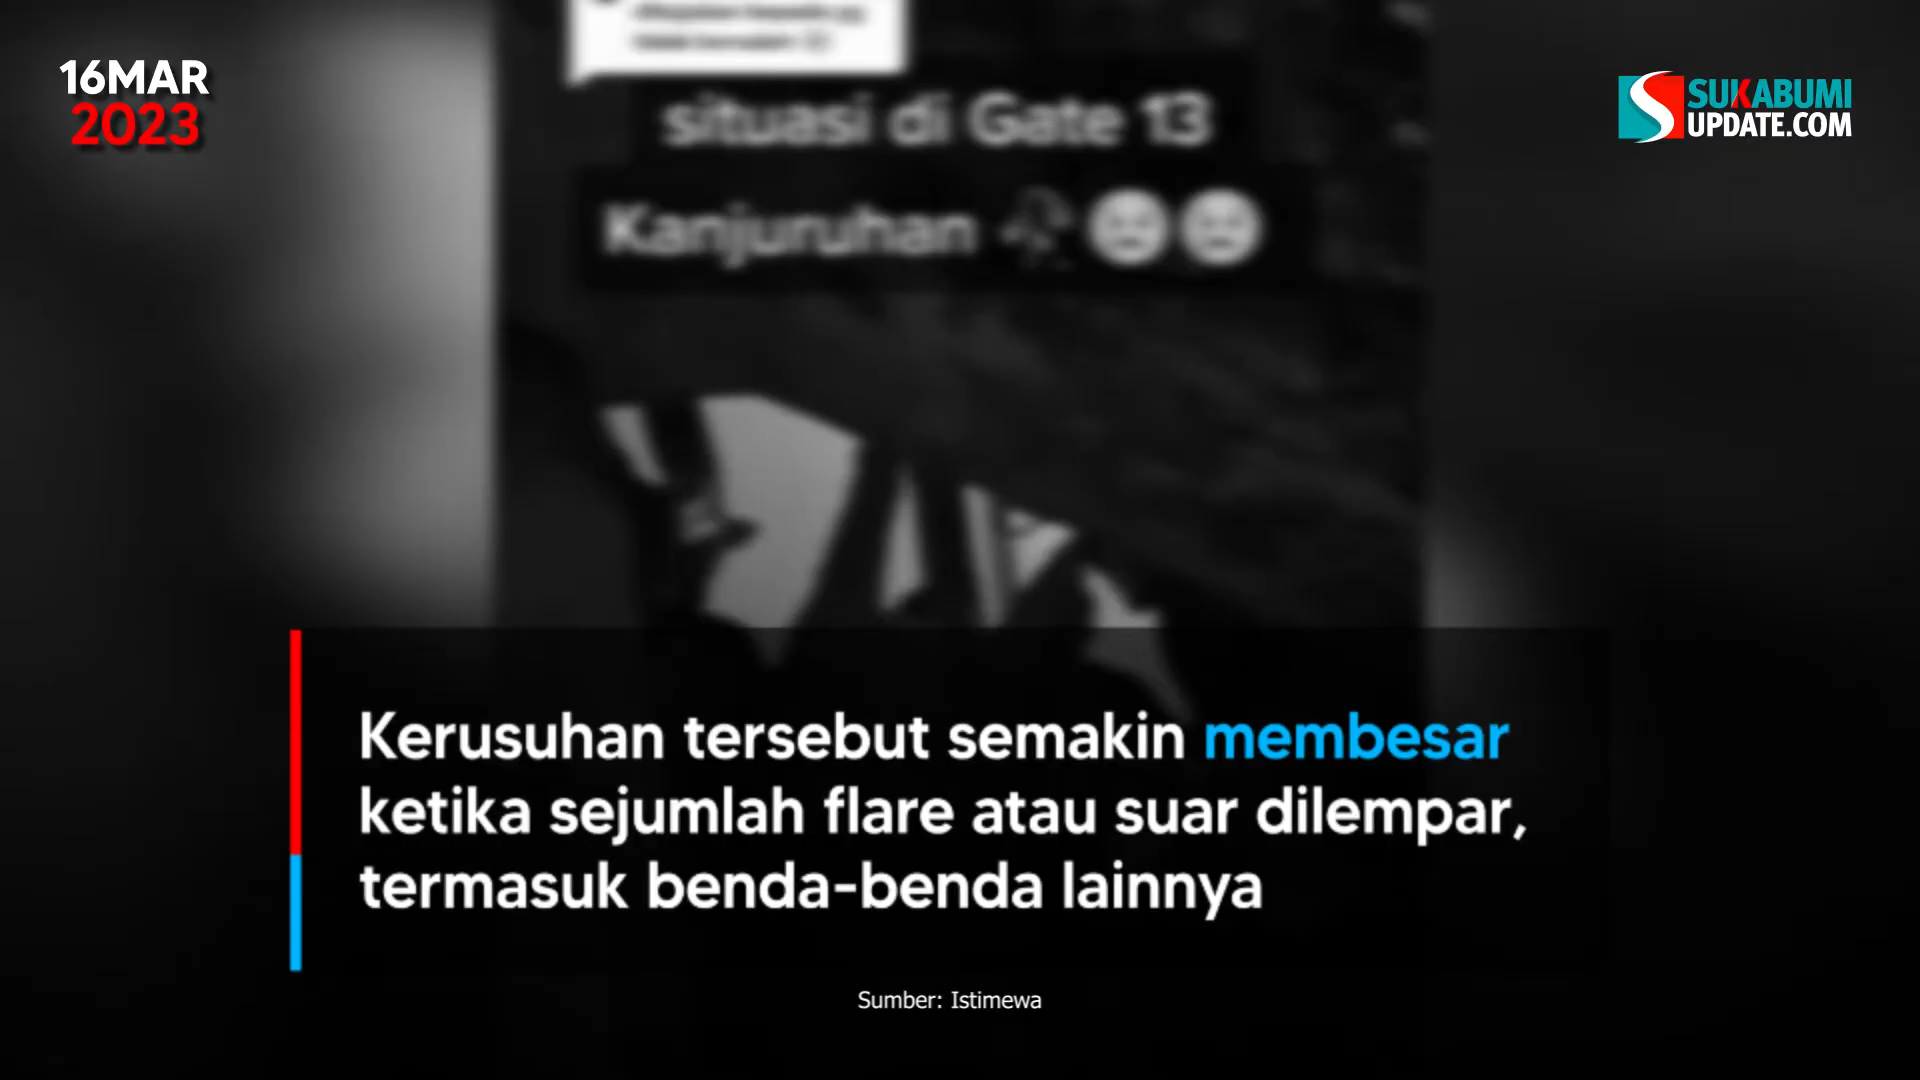 16MAR
2023
SUKABUMI
UPDATE.COM
situasi di Gate 13
Kanjuruhan 🥀😢😢
Kerusuhan tersebut semakin membesar
ketika sejumlah flare atau suar dilempar,
termasuk benda-benda lainnya
Sumber: Istimewa